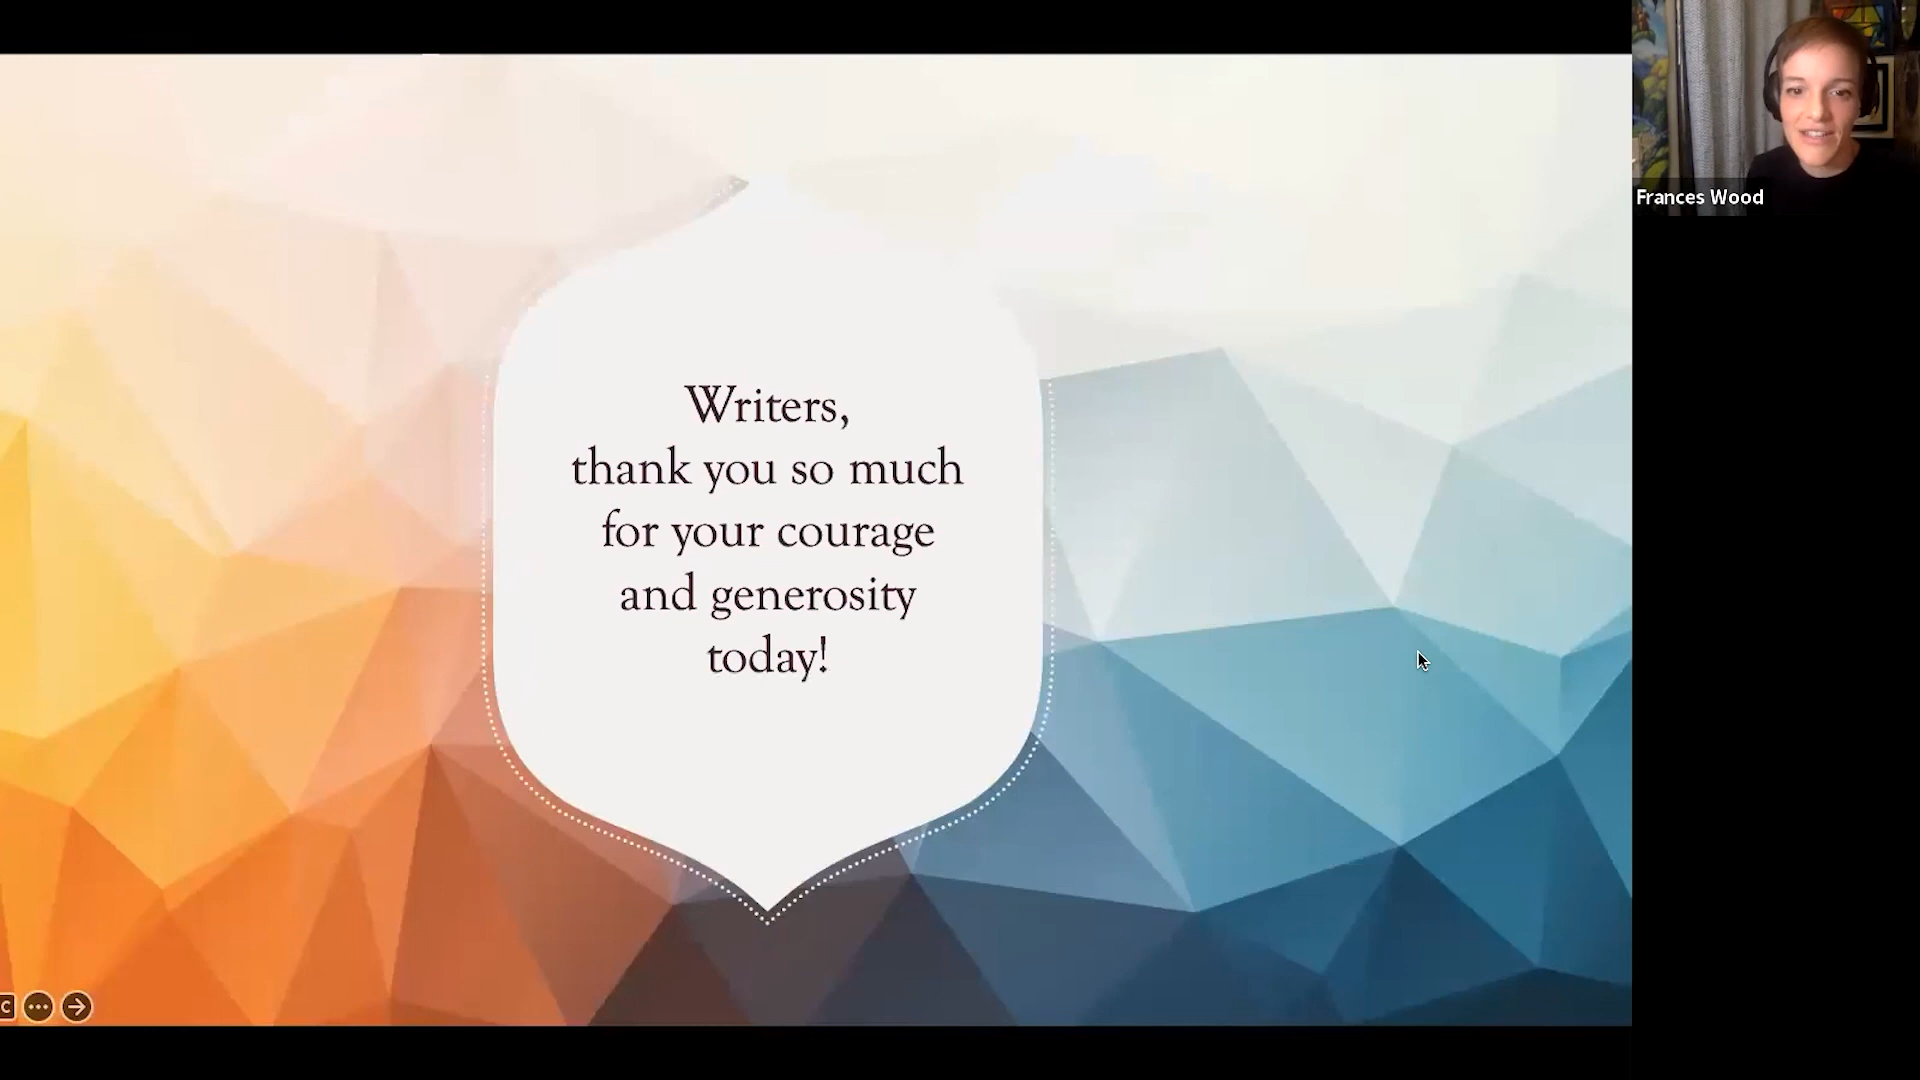 Writers,
thank you so much
for your courage
and generosity
today!
Frances Wood
C